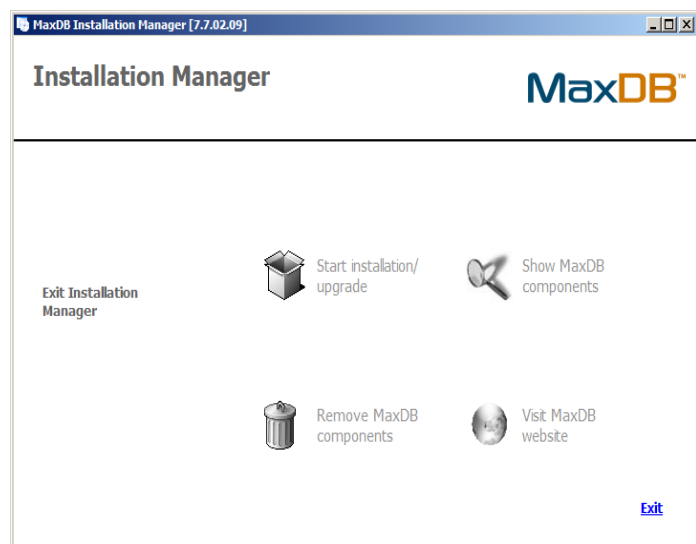 MaxDB Installation Manager [7.7.02.09]
Installation Manager
MaxDB™
Start installation/
upgrade
Show MaxDB
components
Exit Installation
Manager
Remove MaxDB
components
Visit MaxDB
website
Exit